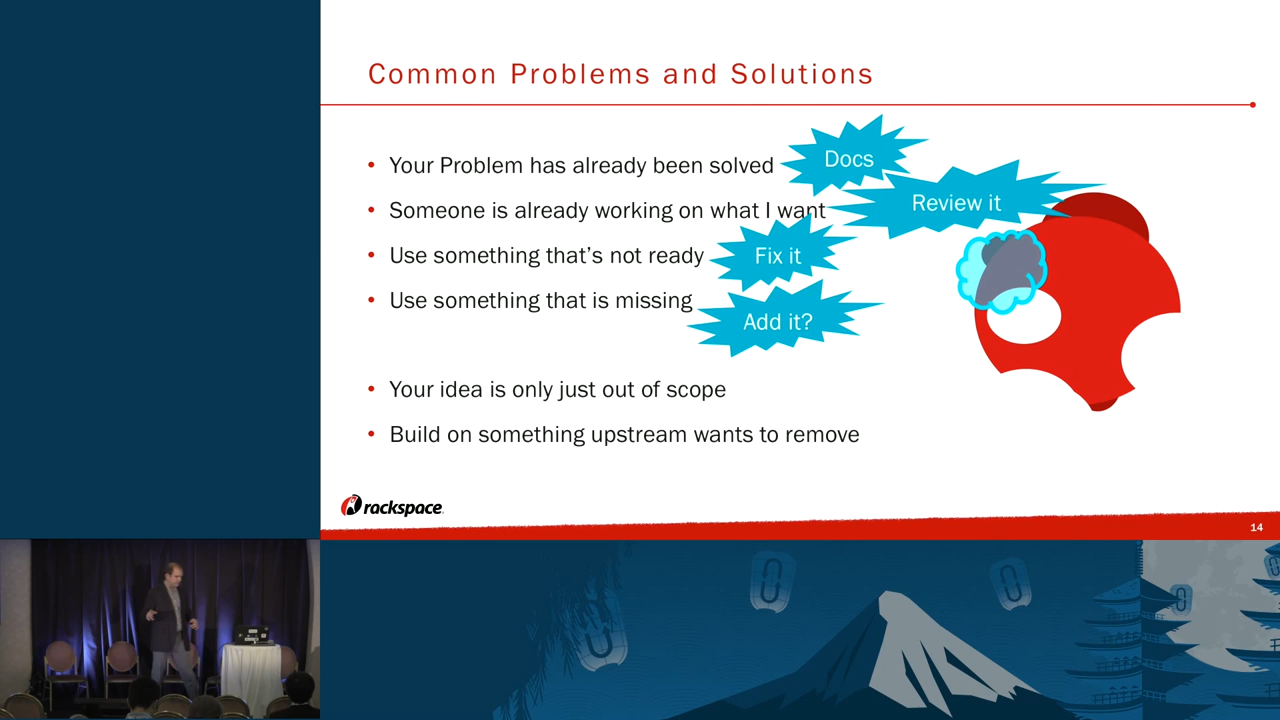 Common Problems and Solutions
• Your Problem has already been solved
Docs
• Someone is already working on what I want
Review it
• Use something that's not ready
Fix it
• Use something that is missing
Add it?
• Your idea is only just out of scope
• Build on something upstream wants to remove
rackspace
14